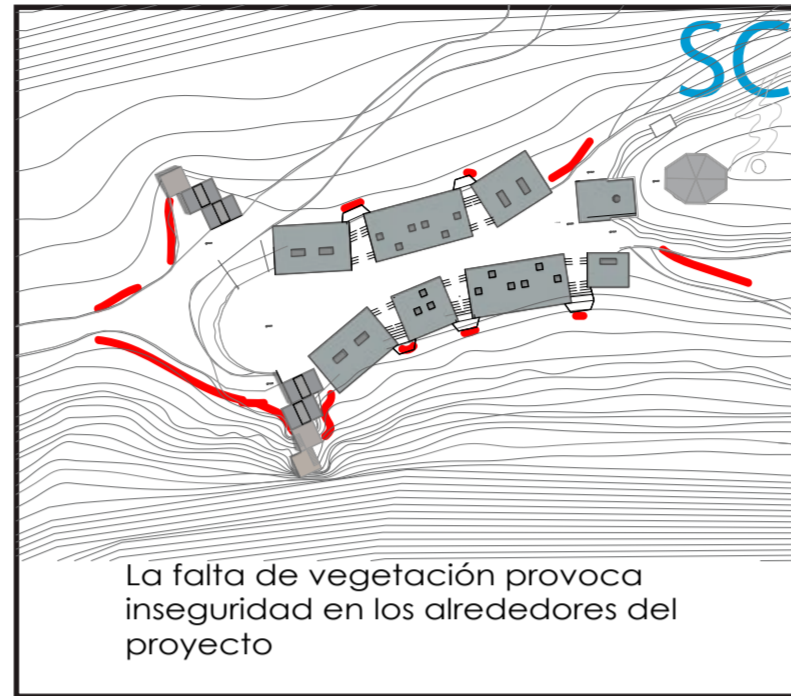 SC
La falta de vegetación provoca
inseguridad en los alrededores del
proyecto